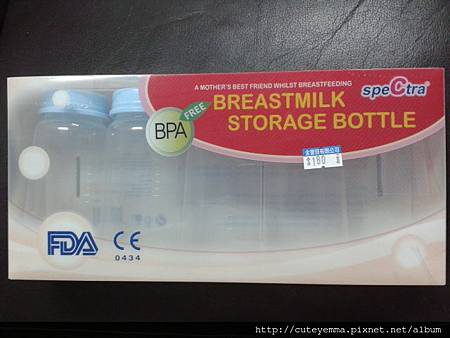 A MOTHER'S BEST FRIEND WHILST BREASTFEEDING
speCtra®
BREASTMILK
STORAGE BOTTLE
BPA FREE
$180
FDA CE
0434
http://cuteyemma.pixnet.net/album